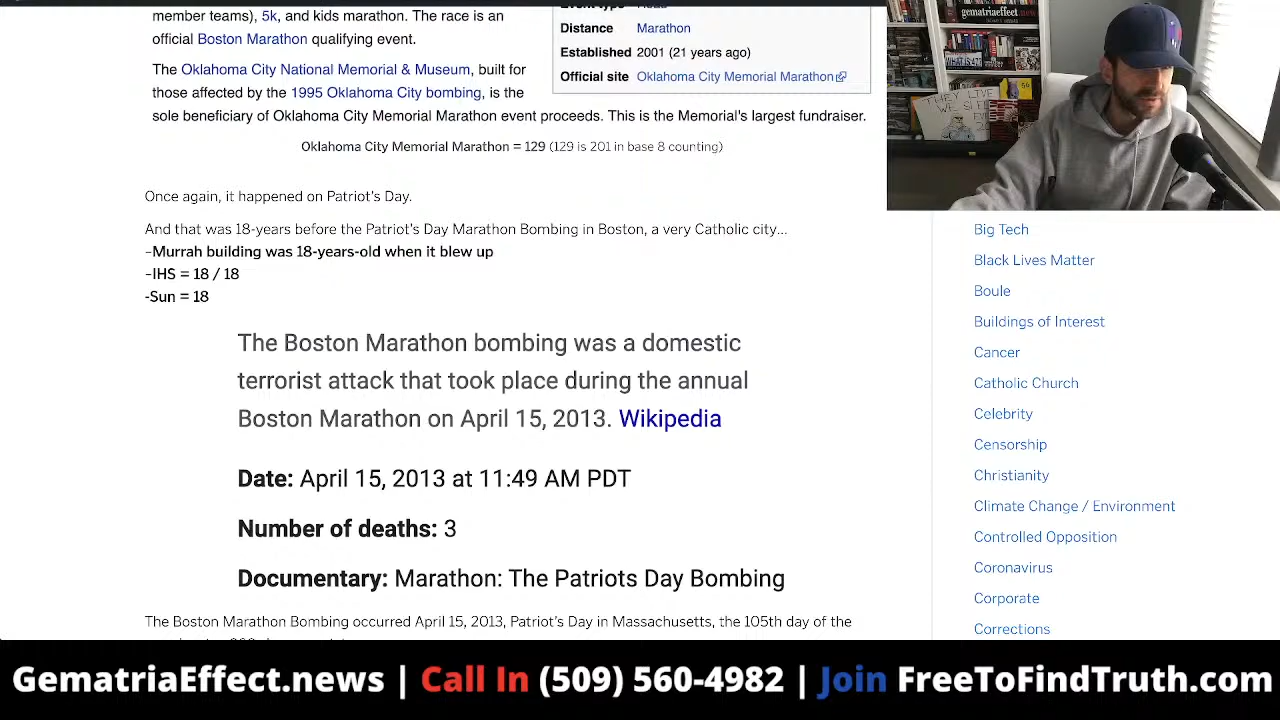 member teams), 5k, and kids marathon. The race is an
official Boston Marathon qualifying event.
The Oklahoma City National Memorial & Museum, built for
those affected by the 1995 Oklahoma City bombing, is the
sole beneficiary of Oklahoma City Memorial Marathon event proceeds. This is the Memorial's largest fundraiser.
Distance Marathon
Established 2001 (21 years ago)
Official site Oklahoma City Memorial Marathon
Oklahoma City Memorial Marathon = 129 (129 is 201 in base 8 counting)
Once again, it happened on Patriot's Day.
And that was 18-years before the Patriot's Day Marathon Bombing in Boston, a very Catholic city...
-Murrah building was 18-years-old when it blew up
-IHS = 18 / 18
-Sun = 18
The Boston Marathon bombing was a domestic
terrorist attack that took place during the annual
Boston Marathon on April 15, 2013. Wikipedia
Date: April 15, 2013 at 11:49 AM PDT
Number of deaths: 3
Documentary: Marathon: The Patriots Day Bombing
The Boston Marathon Bombing occurred April 15, 2013, Patriot's Day in Massachusetts, the 105th day of the
gematriaeffect.news
THEY LIVE
WE SLEEP
Big Tech
Black Lives Matter
Boule
Buildings of Interest
Cancer
Catholic Church
Celebrity
Censorship
Christianity
Climate Change / Environment
Controlled Opposition
Coronavirus
Corporate
Corrections
GematriaEffect.news | Call In (509) 560-4982 | Join FreeToFindTruth.com